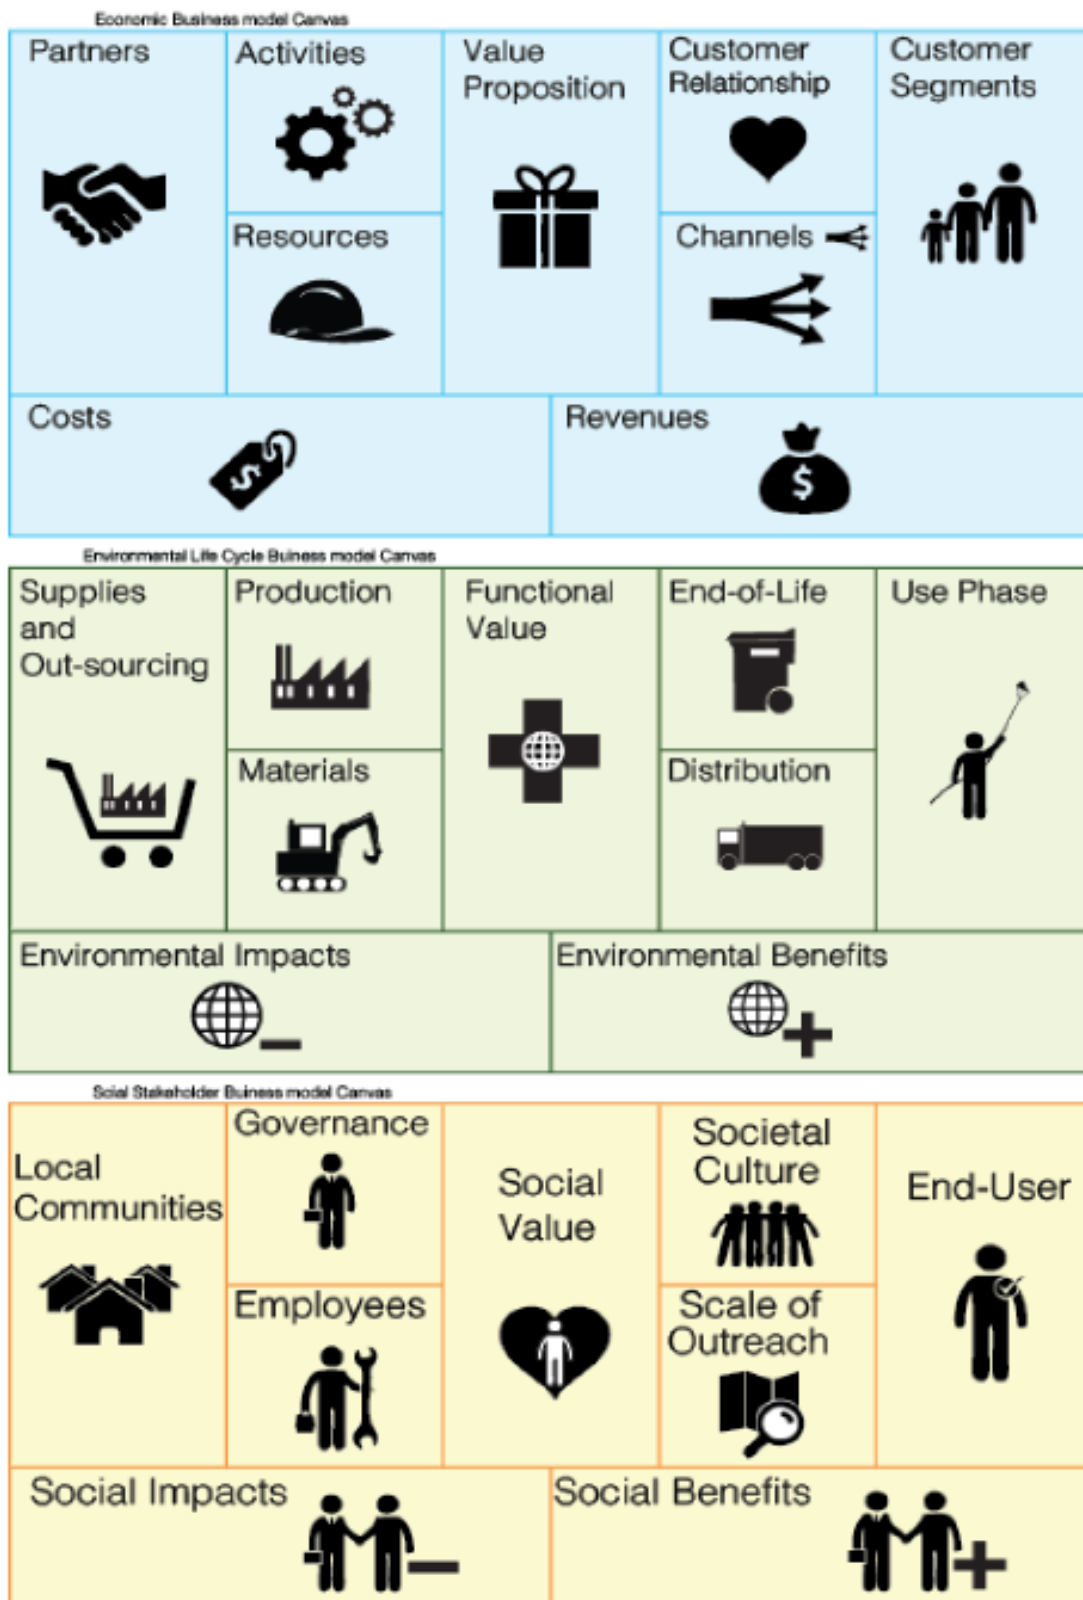 Economic Business model Canvas
Partners
Activities
Value
Proposition
Customer
Relationship
Customer
Segments
Resources
Channels
Costs
$
Revenues
$
Environmental Life Cycle Buiness model Canvas
Supplies
and
Out-sourcing
Production
Functional
Value
End-of-Life
Use Phase
Materials
Distribution
Environmental Impacts
Environmental Benefits
Scial Stakeholder Buiness model Canvas
Local
Communities
Governance
Social
Value
Societal
Culture
End-User
Employees
Scale of
Outreach
Social Impacts
Social Benefits